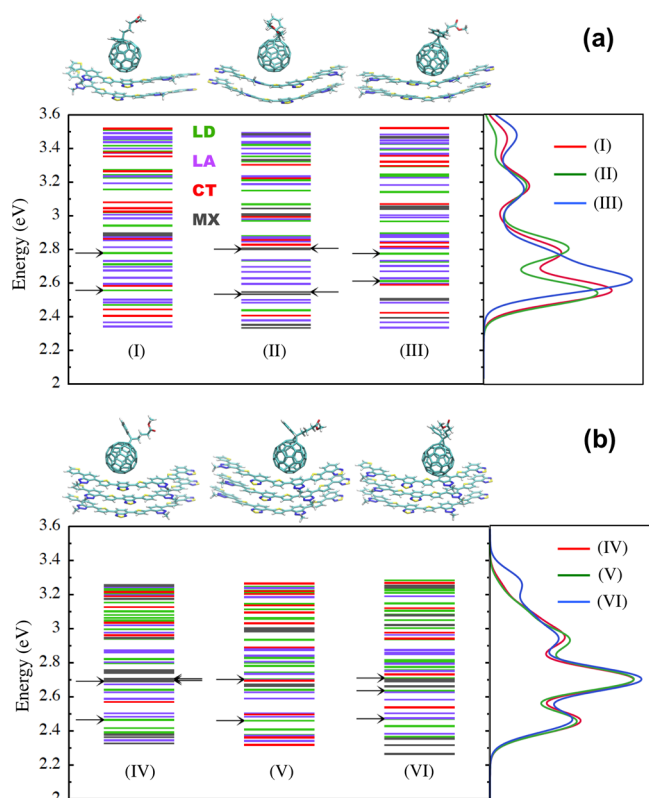 (a)
3.6
3.4
3.2
3
2.8
2.6
2.4
2.2
2
Energy (eV)
LD
LA
CT
MX
(I)
(II)
(III)
(I)
(II)
(III)
(b)
3.6
3.4
3.2
3
2.8
2.6
2.4
2.2
2
Energy (eV)
(IV)
(V)
(VI)
(IV)
(V)
(VI)